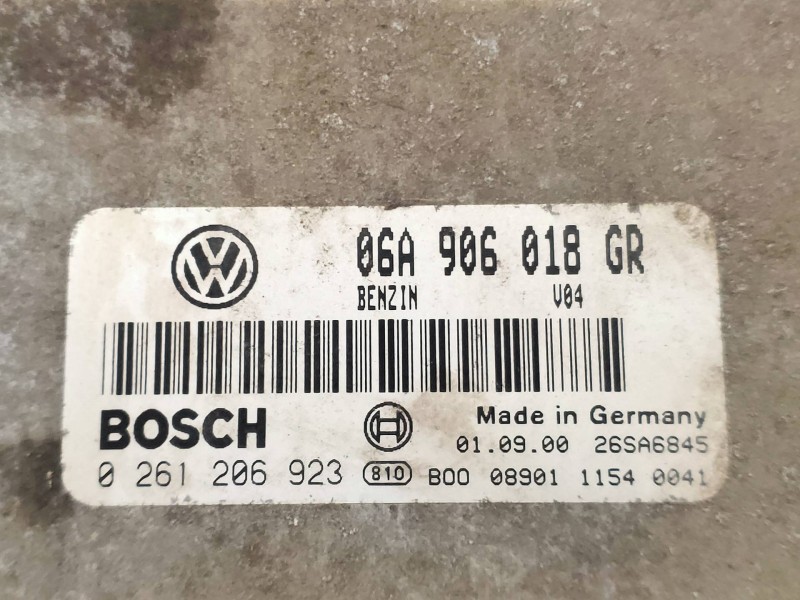 VW 06A 906 018 GR
BENZIN V04
BOSCH Made in Germany
01.09.00 26SA6845
0 261 206 923 810 B00 08901 1154 0041